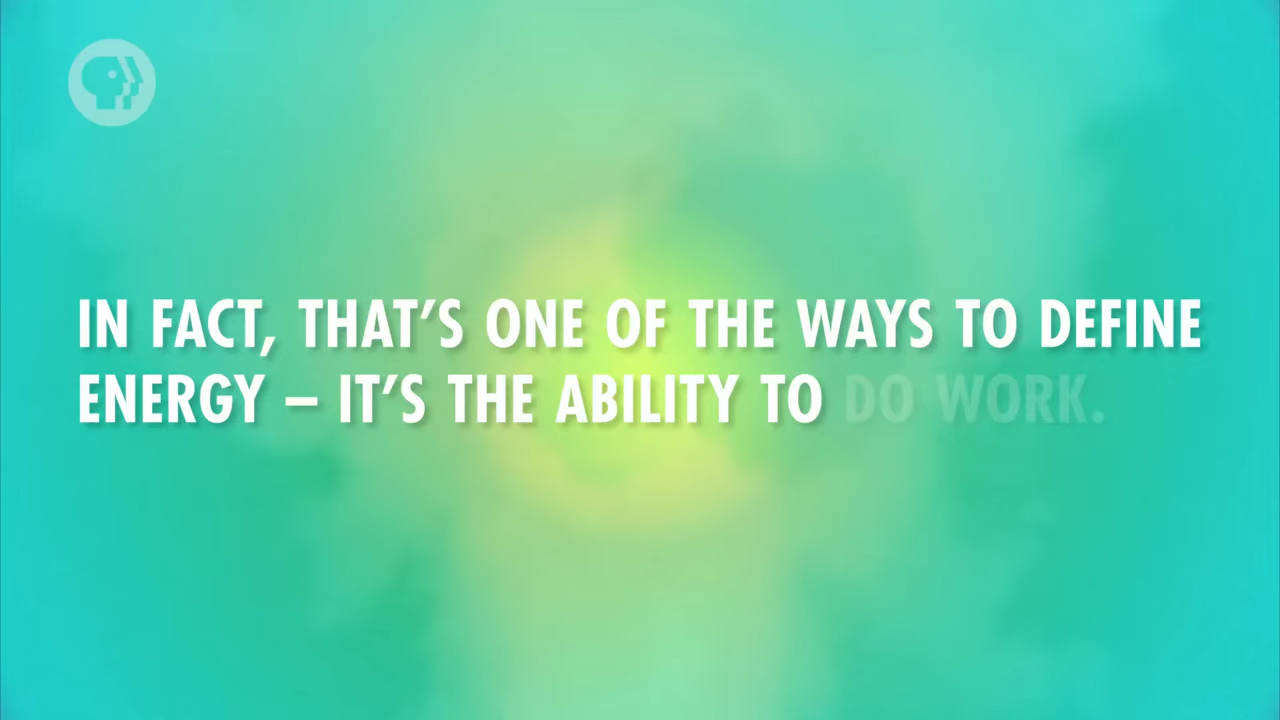 IN FACT, THAT’S ONE OF THE WAYS TO DEFINE
ENERGY – IT’S THE ABILITY TO DO WORK.